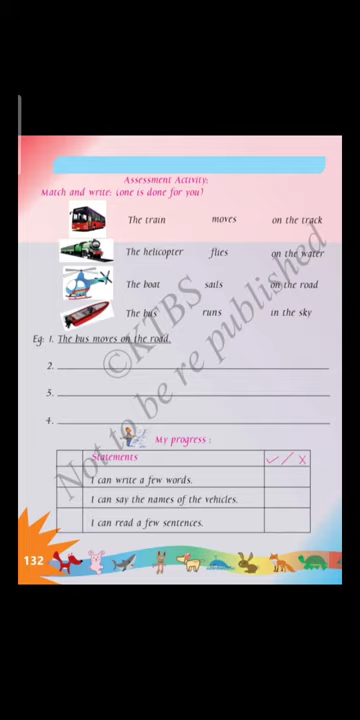 Assessment Activity:
Match and write: (one is done for you)
The train moves on the track
The helicopter flies on the water
The boat sails on the road
The bus runs in the sky
Eg: 1. The bus moves on the road.
2.
3.
4.
My progress :
Statements ✓ / X
I can write a few words.
I can say the names of the vehicles.
I can read a few sentences.
132
©KTBS
Not to be re published